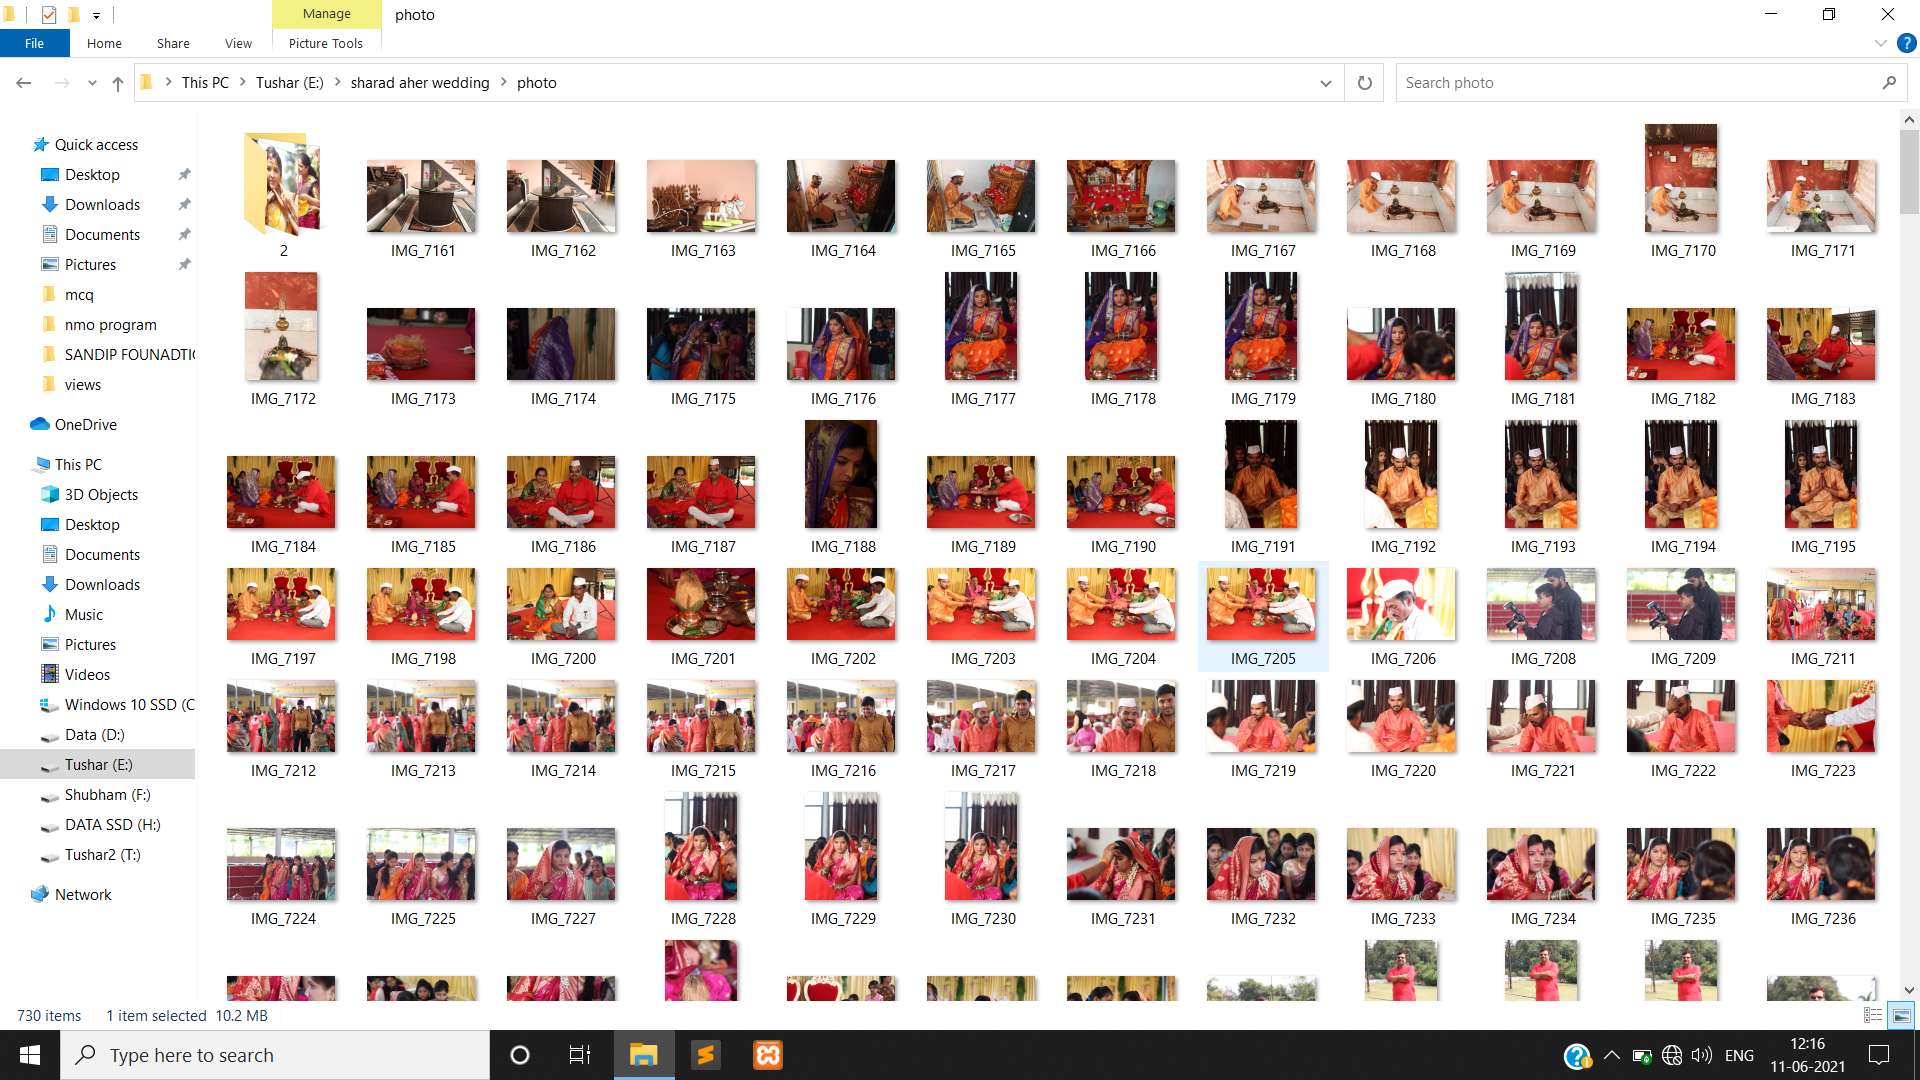 Manage
photo
File
Home
Share
View
Picture Tools
?
This PC
Tushar (E:)
sharad aher wedding
photo
Search photo
Quick access
Desktop
Downloads
Documents
Pictures
mcq
nmo program
SANDIP FOUNADTI
views
OneDrive
This PC
3D Objects
Desktop
Documents
Downloads
Music
Pictures
Videos
Windows 10 SSD (C
Data (D:)
Tushar (E:)
Shubham (F:)
DATA SSD (H:)
Tushar2 (T:)
Network
2 IMG_7161 IMG_7162 IMG_7163 IMG_7164 IMG_7165 IMG_7166 IMG_7167 IMG_7168 IMG_7169 IMG_7170 IMG_7171
IMG_7172 IMG_7173 IMG_7174 IMG_7175 IMG_7176 IMG_7177 IMG_7178 IMG_7179 IMG_7180 IMG_7181 IMG_7182 IMG_7183
IMG_7184 IMG_7185 IMG_7186 IMG_7187 IMG_7188 IMG_7189 IMG_7190 IMG_7191 IMG_7192 IMG_7193 IMG_7194 IMG_7195
IMG_7197 IMG_7198 IMG_7200 IMG_7201 IMG_7202 IMG_7203 IMG_7204 IMG_7205 IMG_7206 IMG_7208 IMG_7209 IMG_7211
IMG_7212 IMG_7213 IMG_7214 IMG_7215 IMG_7216 IMG_7217 IMG_7218 IMG_7219 IMG_7220 IMG_7221 IMG_7222 IMG_7223
IMG_7224 IMG_7225 IMG_7227 IMG_7228 IMG_7229 IMG_7230 IMG_7231 IMG_7232 IMG_7233 IMG_7234 IMG_7235 IMG_7236
730 items 1 item selected 10.2 MB
Type here to search
ENG
12:16
11-06-2021